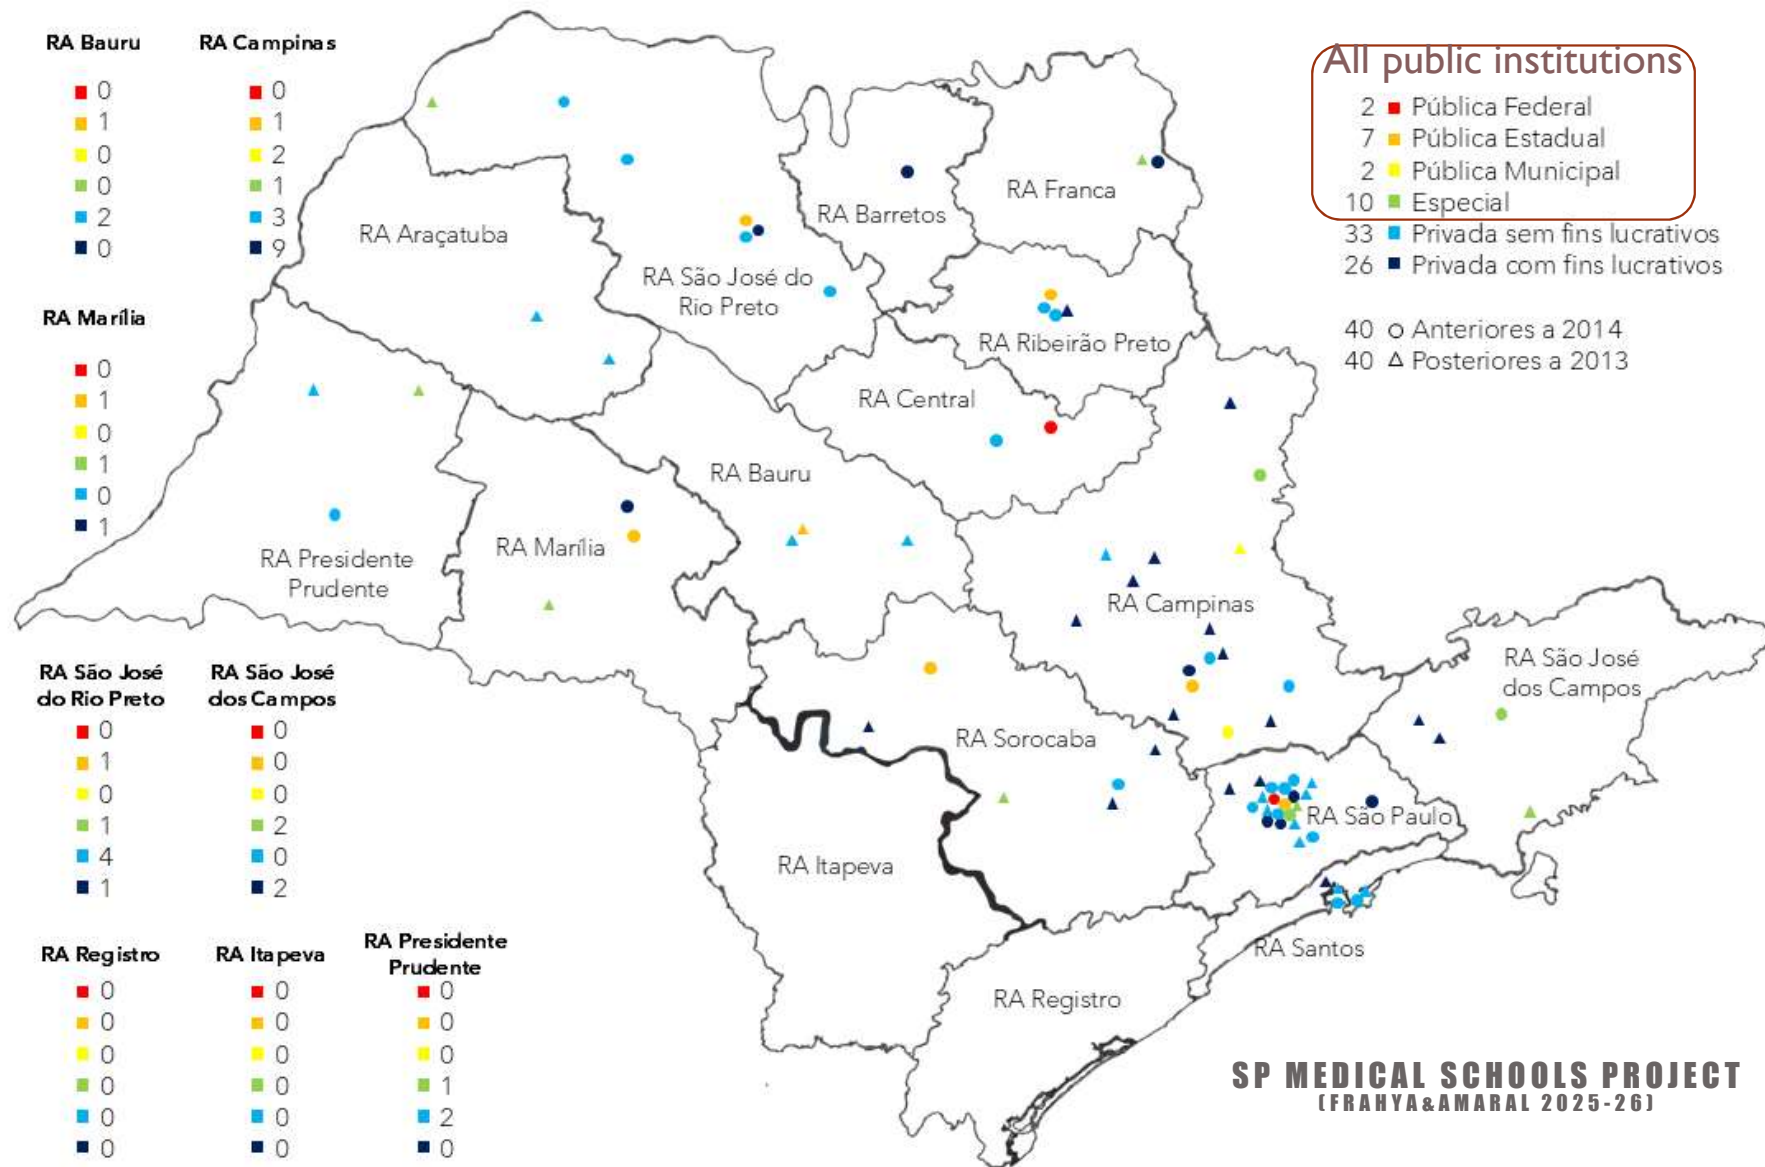 RA Bauru
0
1
0
0
2
0
RA Campinas
0
1
2
1
3
9
RA Marília
0
1
0
1
0
1
RA São José
do Rio Preto
0
1
0
1
4
1
RA São José
dos Campos
0
0
0
2
0
2
RA Registro
0
0
0
0
0
0
RA Itapeva
0
0
0
0
0
0
RA Presidente
Prudente
0
0
0
1
2
0
All public institutions
2 Pública Federal
7 Pública Estadual
2 Pública Municipal
10 Especial
33 Privada sem fins lucrativos
26 Privada com fins lucrativos
40 Anteriores a 2014
40 Posteriores a 2013
RA Franca
RA Barretos
RA Araçatuba
RA São José do
Rio Preto
RA Ribeirão Preto
RA Central
RA Bauru
RA Marília
RA Presidente
Prudente
RA Campinas
RA São José
dos Campos
RA Sorocaba
RA São Paulo
RA Itapeva
RA Santos
RA Registro
SP MEDICAL SCHOOLS PROJECT
(FRAHYA&AMARAL 2025-26)